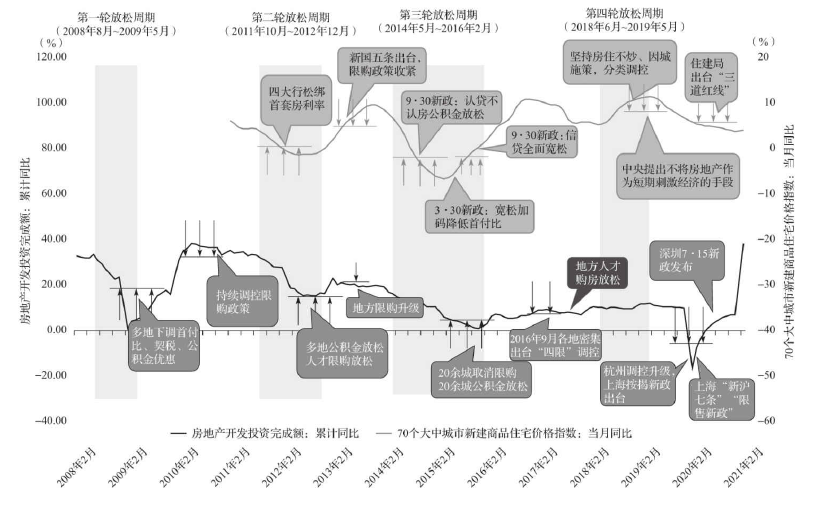 第一轮放松周期
(2008年8月~2009年5月)
第二轮放松周期
(2011年10月~2012年12月)
第三轮放松周期
(2014年5月~2016年2月)
第四轮放松周期
(2018年6月~2019年5月)
(%)
120.00
100.00
80.00
60.00
40.00
20.00
0.00
-20.00
-40.00
房地产开发投资完成额:累计同比
(%)
20
10
0
-10
-20
-30
-40
-50
-60
70个大中城市新建商品住宅价格指数:当月同比
四大行松绑
首套房利率
新国五条出台,
限购政策收紧
9·30新政:认贷不
认房公积金放松
9·30新政:信
贷全面宽松
3·30新政:宽松加
码降低首付比
坚持房住不炒、因城
施策,分类调控
住建局
出台“三
道红线”
中央提出不将房地产作
为短期刺激经济的手段
多地下调首付
比、契税、公
积金优惠
持续调控限
购政策
多地公积金放松
人才限购放松
地方限购升级
20余城取消限购
20余城公积金放松
2016年9月各地密集
出台“四限”调控
地方人才
购房放松
深圳7·15新
政发布
杭州调控升级,
上海按揭新政
出台
上海“新沪
七条”“限
售新政”
房地产开发投资完成额:累计同比
70个大中城市新建商品住宅价格指数:当月同比
2008年2月
2009年2月
2010年2月
2011年2月
2012年2月
2013年2月
2014年2月
2015年2月
2016年2月
2017年2月
2018年2月
2019年2月
2020年2月
2021年2月